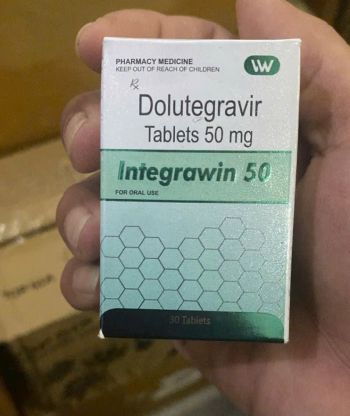 PHARMACY MEDICINE
KEEP OUT OF REACH OF CHILDREN
W
Rx
Dolutegravir
Tablets 50 mg
Integrawin 50
FOR ORAL USE
30 Tablets